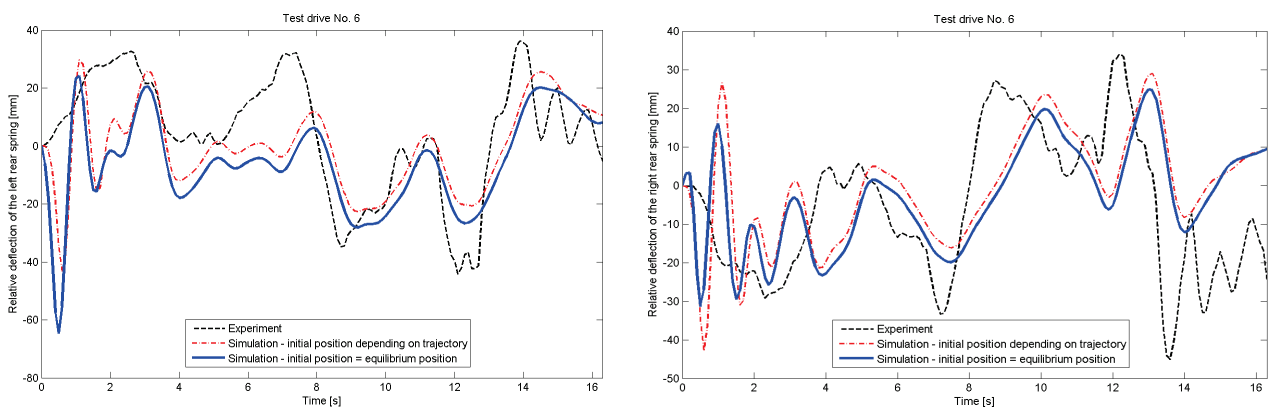 Test drive No. 6
Relative deflection of the left rear spring [mm]
40
20
0
-20
-40
-60
-80
0 2 4 6 8 10 12 14 16
Time [s]
Experiment
Simulation - initial position depending on trajectory
Simulation - initial position = equilibrium position
Test drive No. 6
Relative deflection of the right rear spring [mm]
40
30
20
10
0
-10
-20
-30
-40
-50
0 2 4 6 8 10 12 14 16
Time [s]
Experiment
Simulation - initial position depending on trajectory
Simulation - initial position = equilibrium position